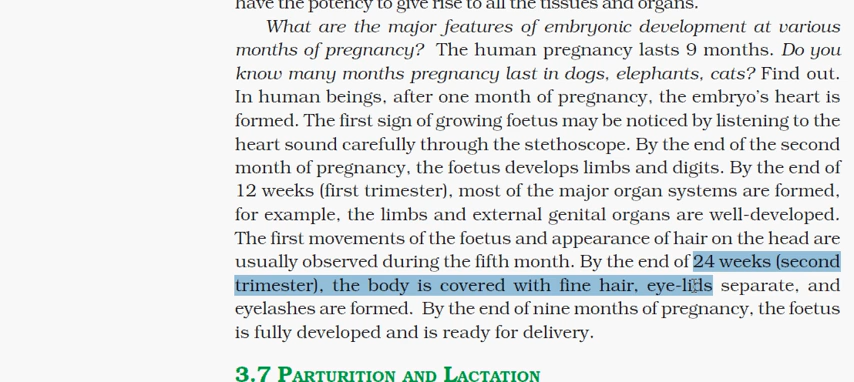 have the potency to give rise to all the tissues and organs.
What are the major features of embryonic development at various
months of pregnancy? The human pregnancy lasts 9 months. Do you
know many months pregnancy last in dogs, elephants, cats? Find out.
In human beings, after one month of pregnancy, the embryo's heart is
formed. The first sign of growing foetus may be noticed by listening to the
heart sound carefully through the stethoscope. By the end of the second
month of pregnancy, the foetus develops limbs and digits. By the end of
12 weeks (first trimester), most of the major organ systems are formed,
for example, the limbs and external genital organs are well-developed.
The first movements of the foetus and appearance of hair on the head are
usually observed during the fifth month. By the end of 24 weeks (second
trimester), the body is covered with fine hair, eye-lids separate, and
eyelashes are formed. By the end of nine months of pregnancy, the foetus
is fully developed and is ready for delivery.
3.7 PARTURITION AND LACTATION